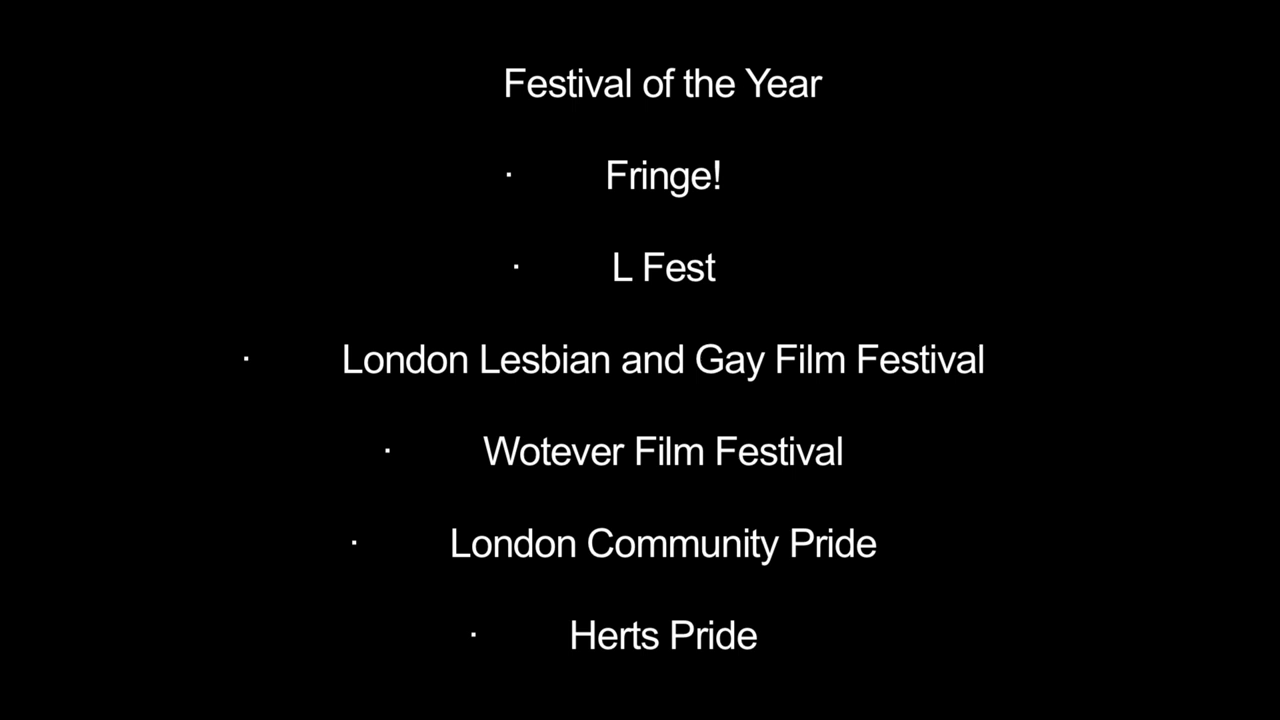 Festival of the Year
· Fringe!
· L Fest
· London Lesbian and Gay Film Festival
· Wotever Film Festival
· London Community Pride
· Herts Pride